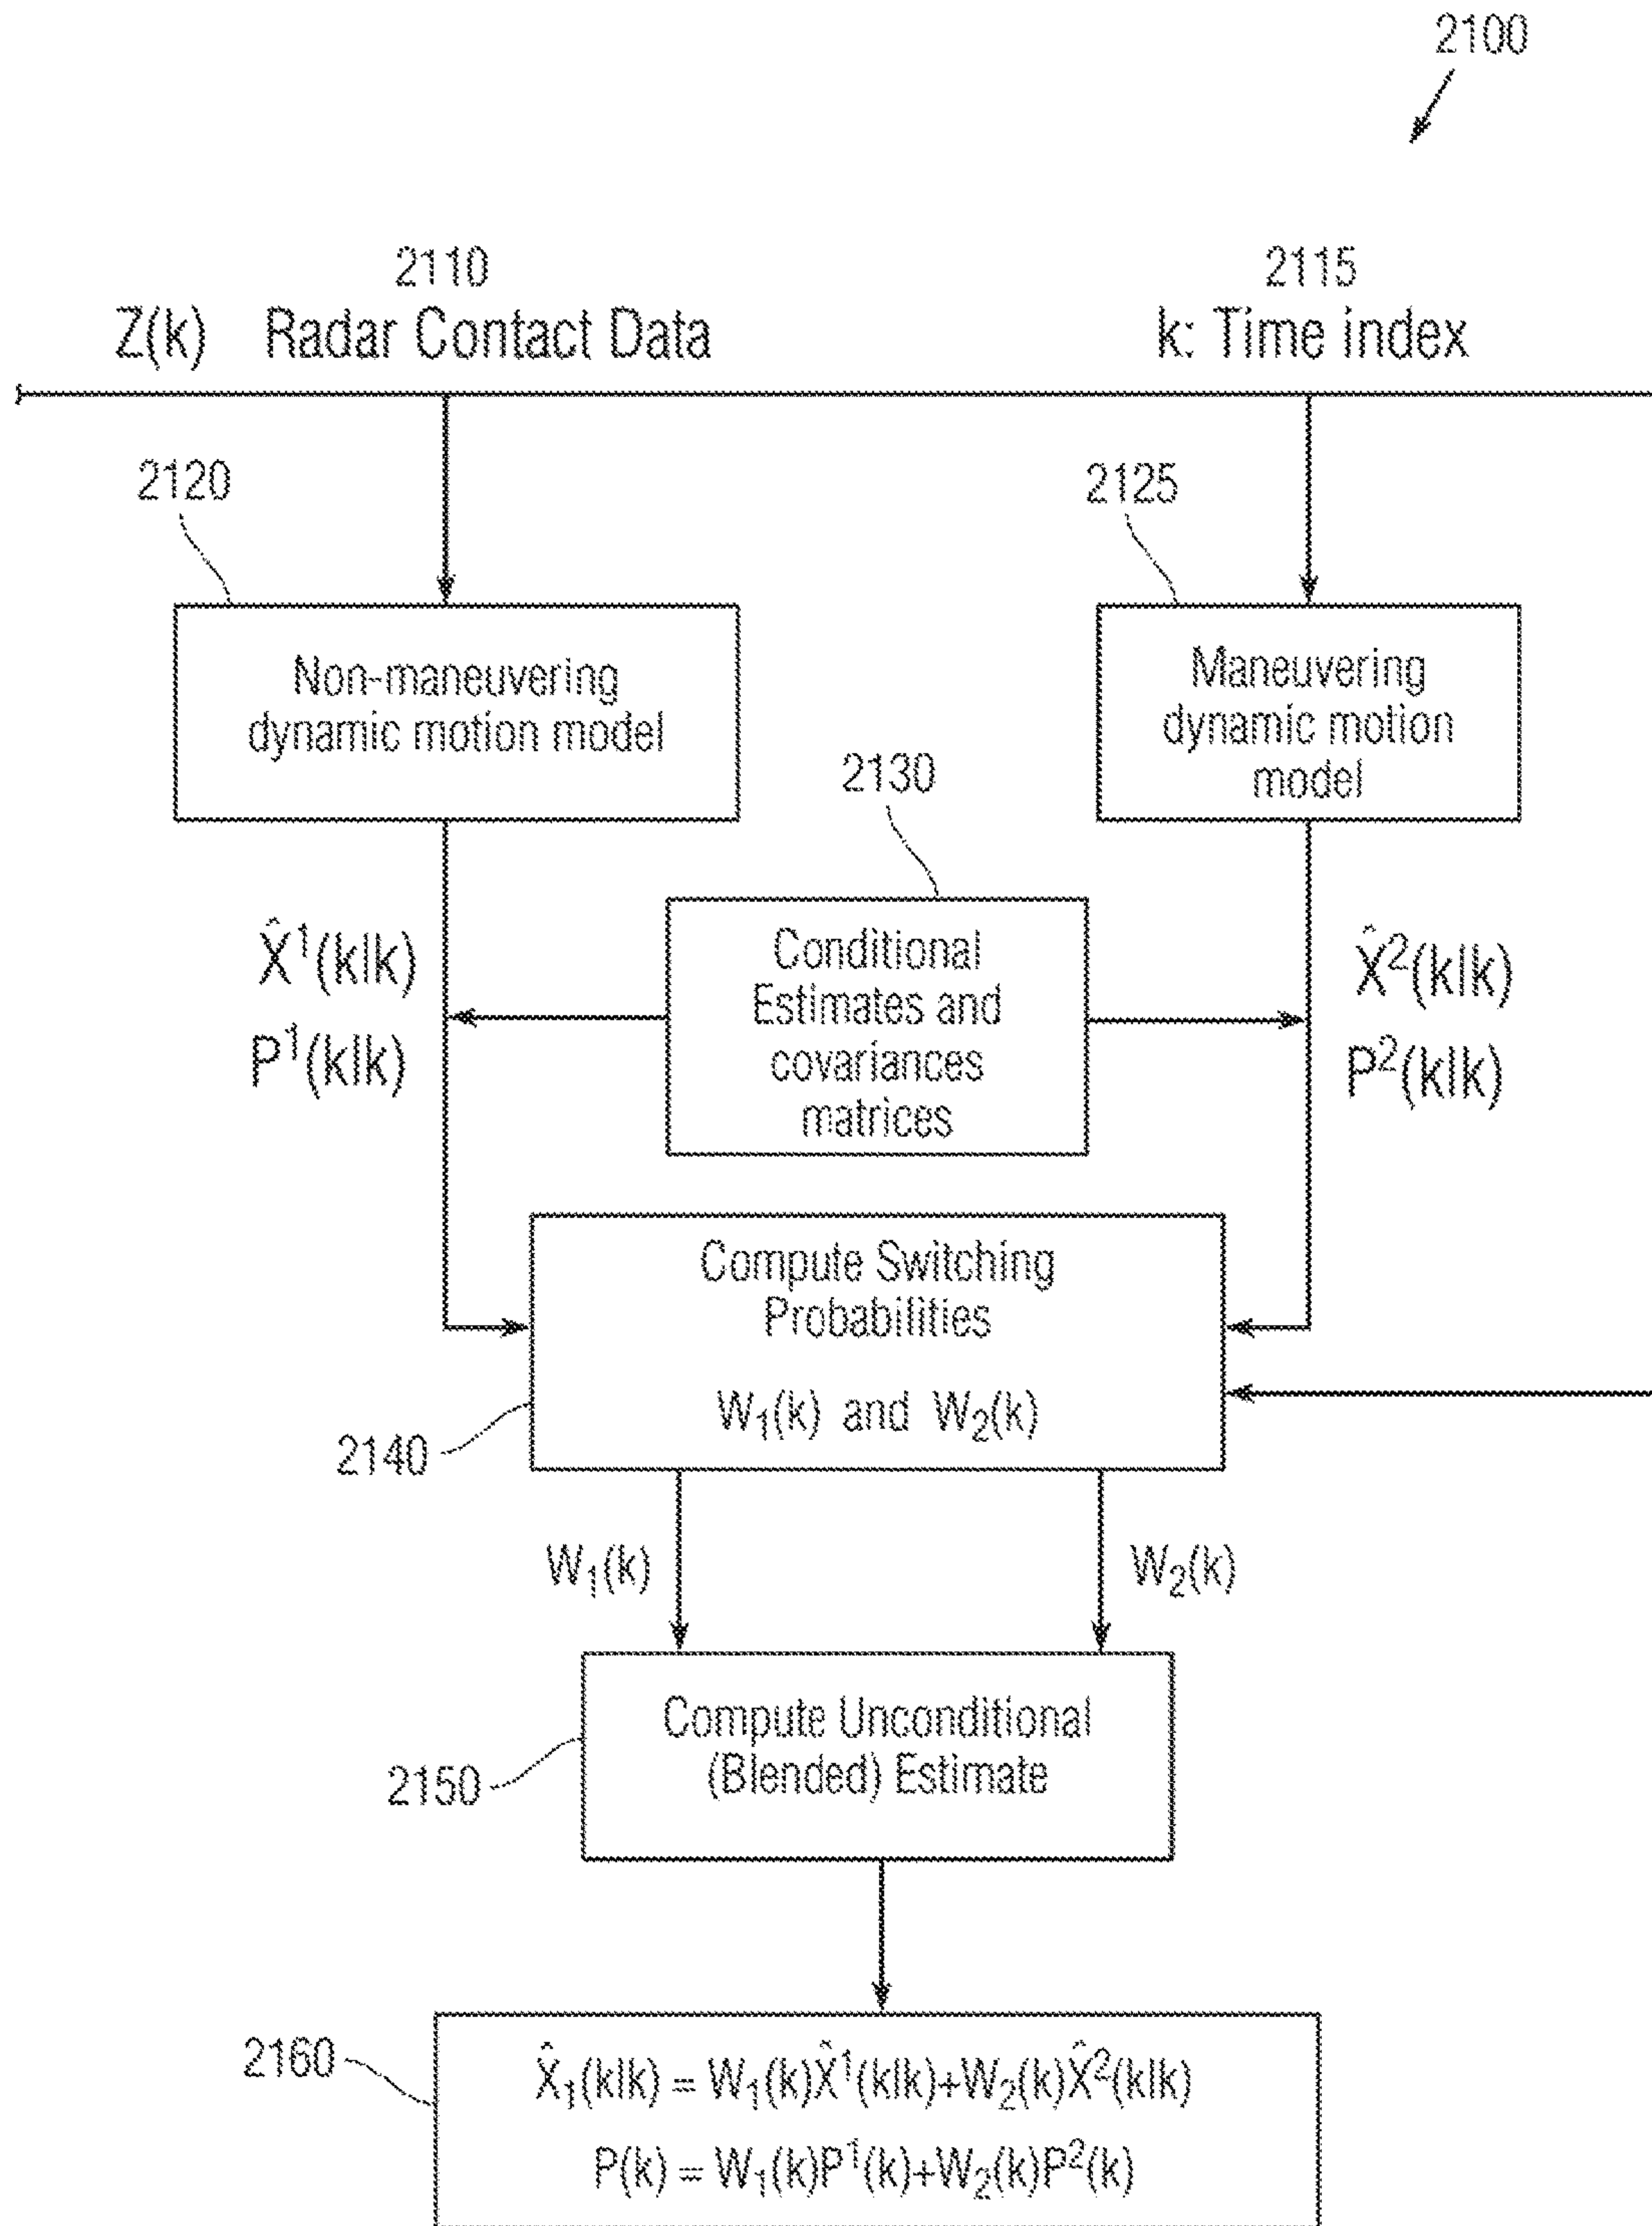 2100
2110
2115
Z(k) Radar Contact Data
k: Time index
2120
2125
Non-maneuvering
dynamic motion model
Maneuvering
dynamic motion
model
2130
Conditional
Estimates and
covariances
matrices
X̂¹(k|k)
P¹(k|k)
X̂²(k|k)
P²(k|k)
Compute Switching
Probabilities
W₁(k) and W₂(k)
2140
W₁(k)
W₂(k)
Compute Unconditional
(Blended) Estimate
2150
2160
X̂₁(k|k) = W₁(k)X̂¹(k|k)+W₂(k)X̂²(k|k)
P(k) = W₁(k)P¹(k)+W₂(k)P²(k)